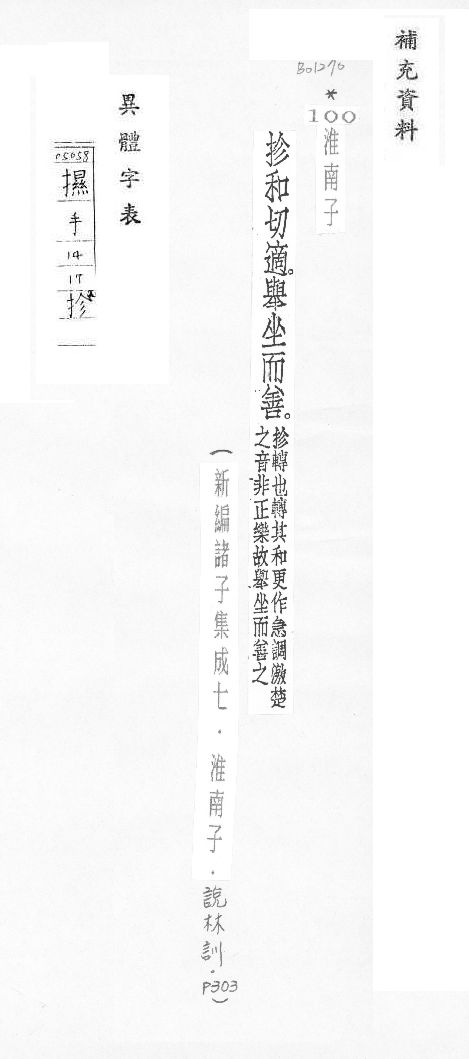 補充資料
B01270
*
100
淮南子
抮和切適。舉坐而善。
抮轉也轉其和更作急調激楚
之音非正樂故舉坐而善之
(新編諸子集成七.淮南子.說林訓.P303)
異體字表
05058
手
14
17
抮